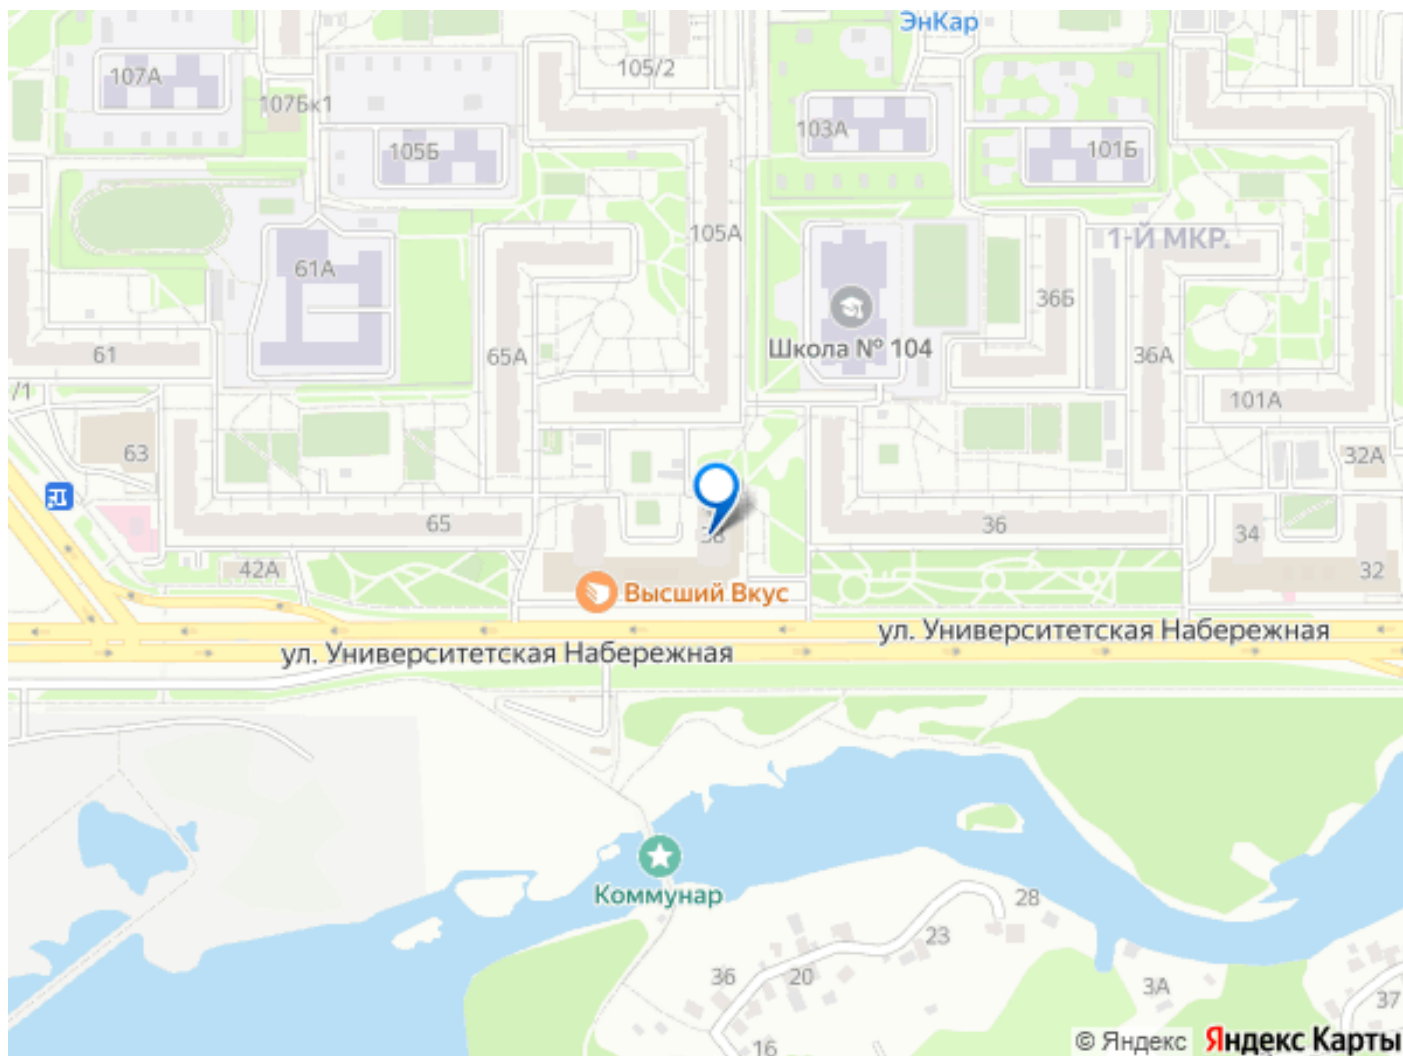 ЭнКар
107А
105/2
107Бк1
103А
105Б
101Б
105А
1-Й МКР.
61А
36Б
Школа № 104
61
65А
36А
/1
101А
63
32А
65
36
38
34
42А
32
Высший Вкус
ул. Университетская Набережная
ул. Университетская Набережная
Коммунар
28
23
36
20
3А
37
16
© Яндекс Яндекс Карты